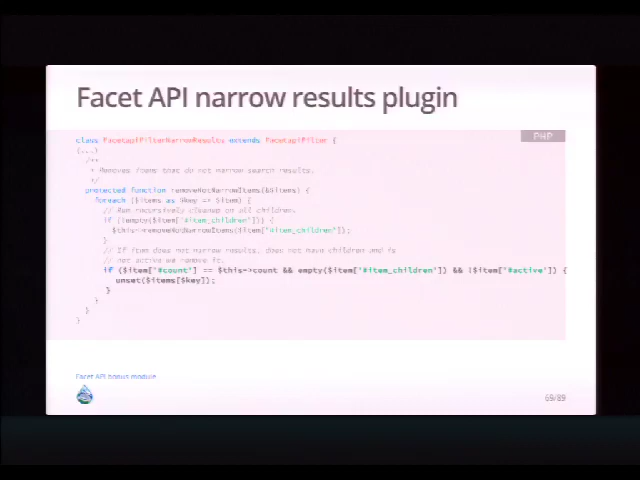 Facet API narrow results plugin
PHP
class FacetapiFilterNarrowResults extends FacetapiFilter {
(...)
/**
* Removes items that do not narrow search results.
*/
protected function removeNotNarrowItems(&$items) {
foreach ($items as $key => $item) {
// Run recursively cleaned on all children.
if (!empty($item['#item_children'])) {
$this->removeNotNarrowItems($item['#item_children']);
}
// If item does not narrow results, does not have children and is
// not active we remove it.
if ($item['#count'] == $this->count && empty($item['#item_children']) && !$item['#active']) {
unset($items[$key]);
}
}
}
}
Facet API bonus module
69/89